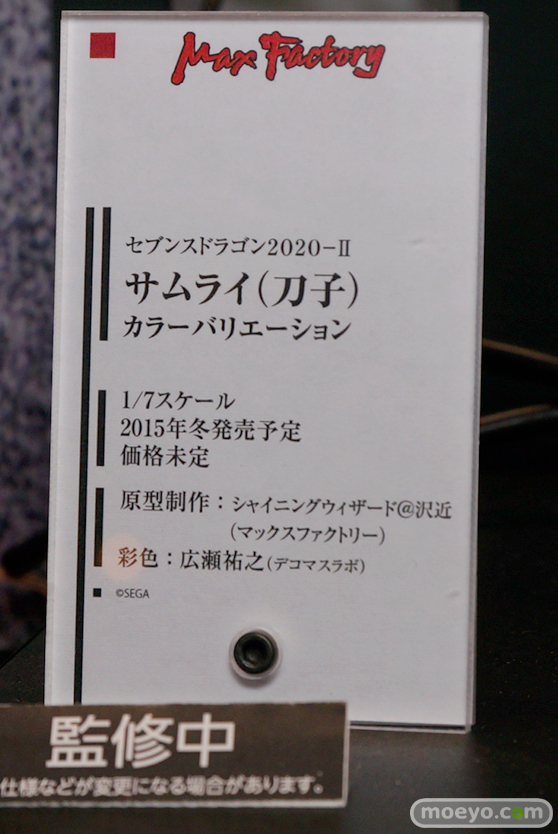 Max Factory
セブンスドラゴン2020-Ⅱ
サムライ(刀子)
カラーバリエーション
1/7スケール
2015年冬発売予定
価格未定
原型制作：シャイニングウィザード@沢近
(マックスファクトリー)
彩色：広瀬祐之(デコマスラボ)
©SEGA
監修中
仕様などが変更になる場合があります。
moeyo.com